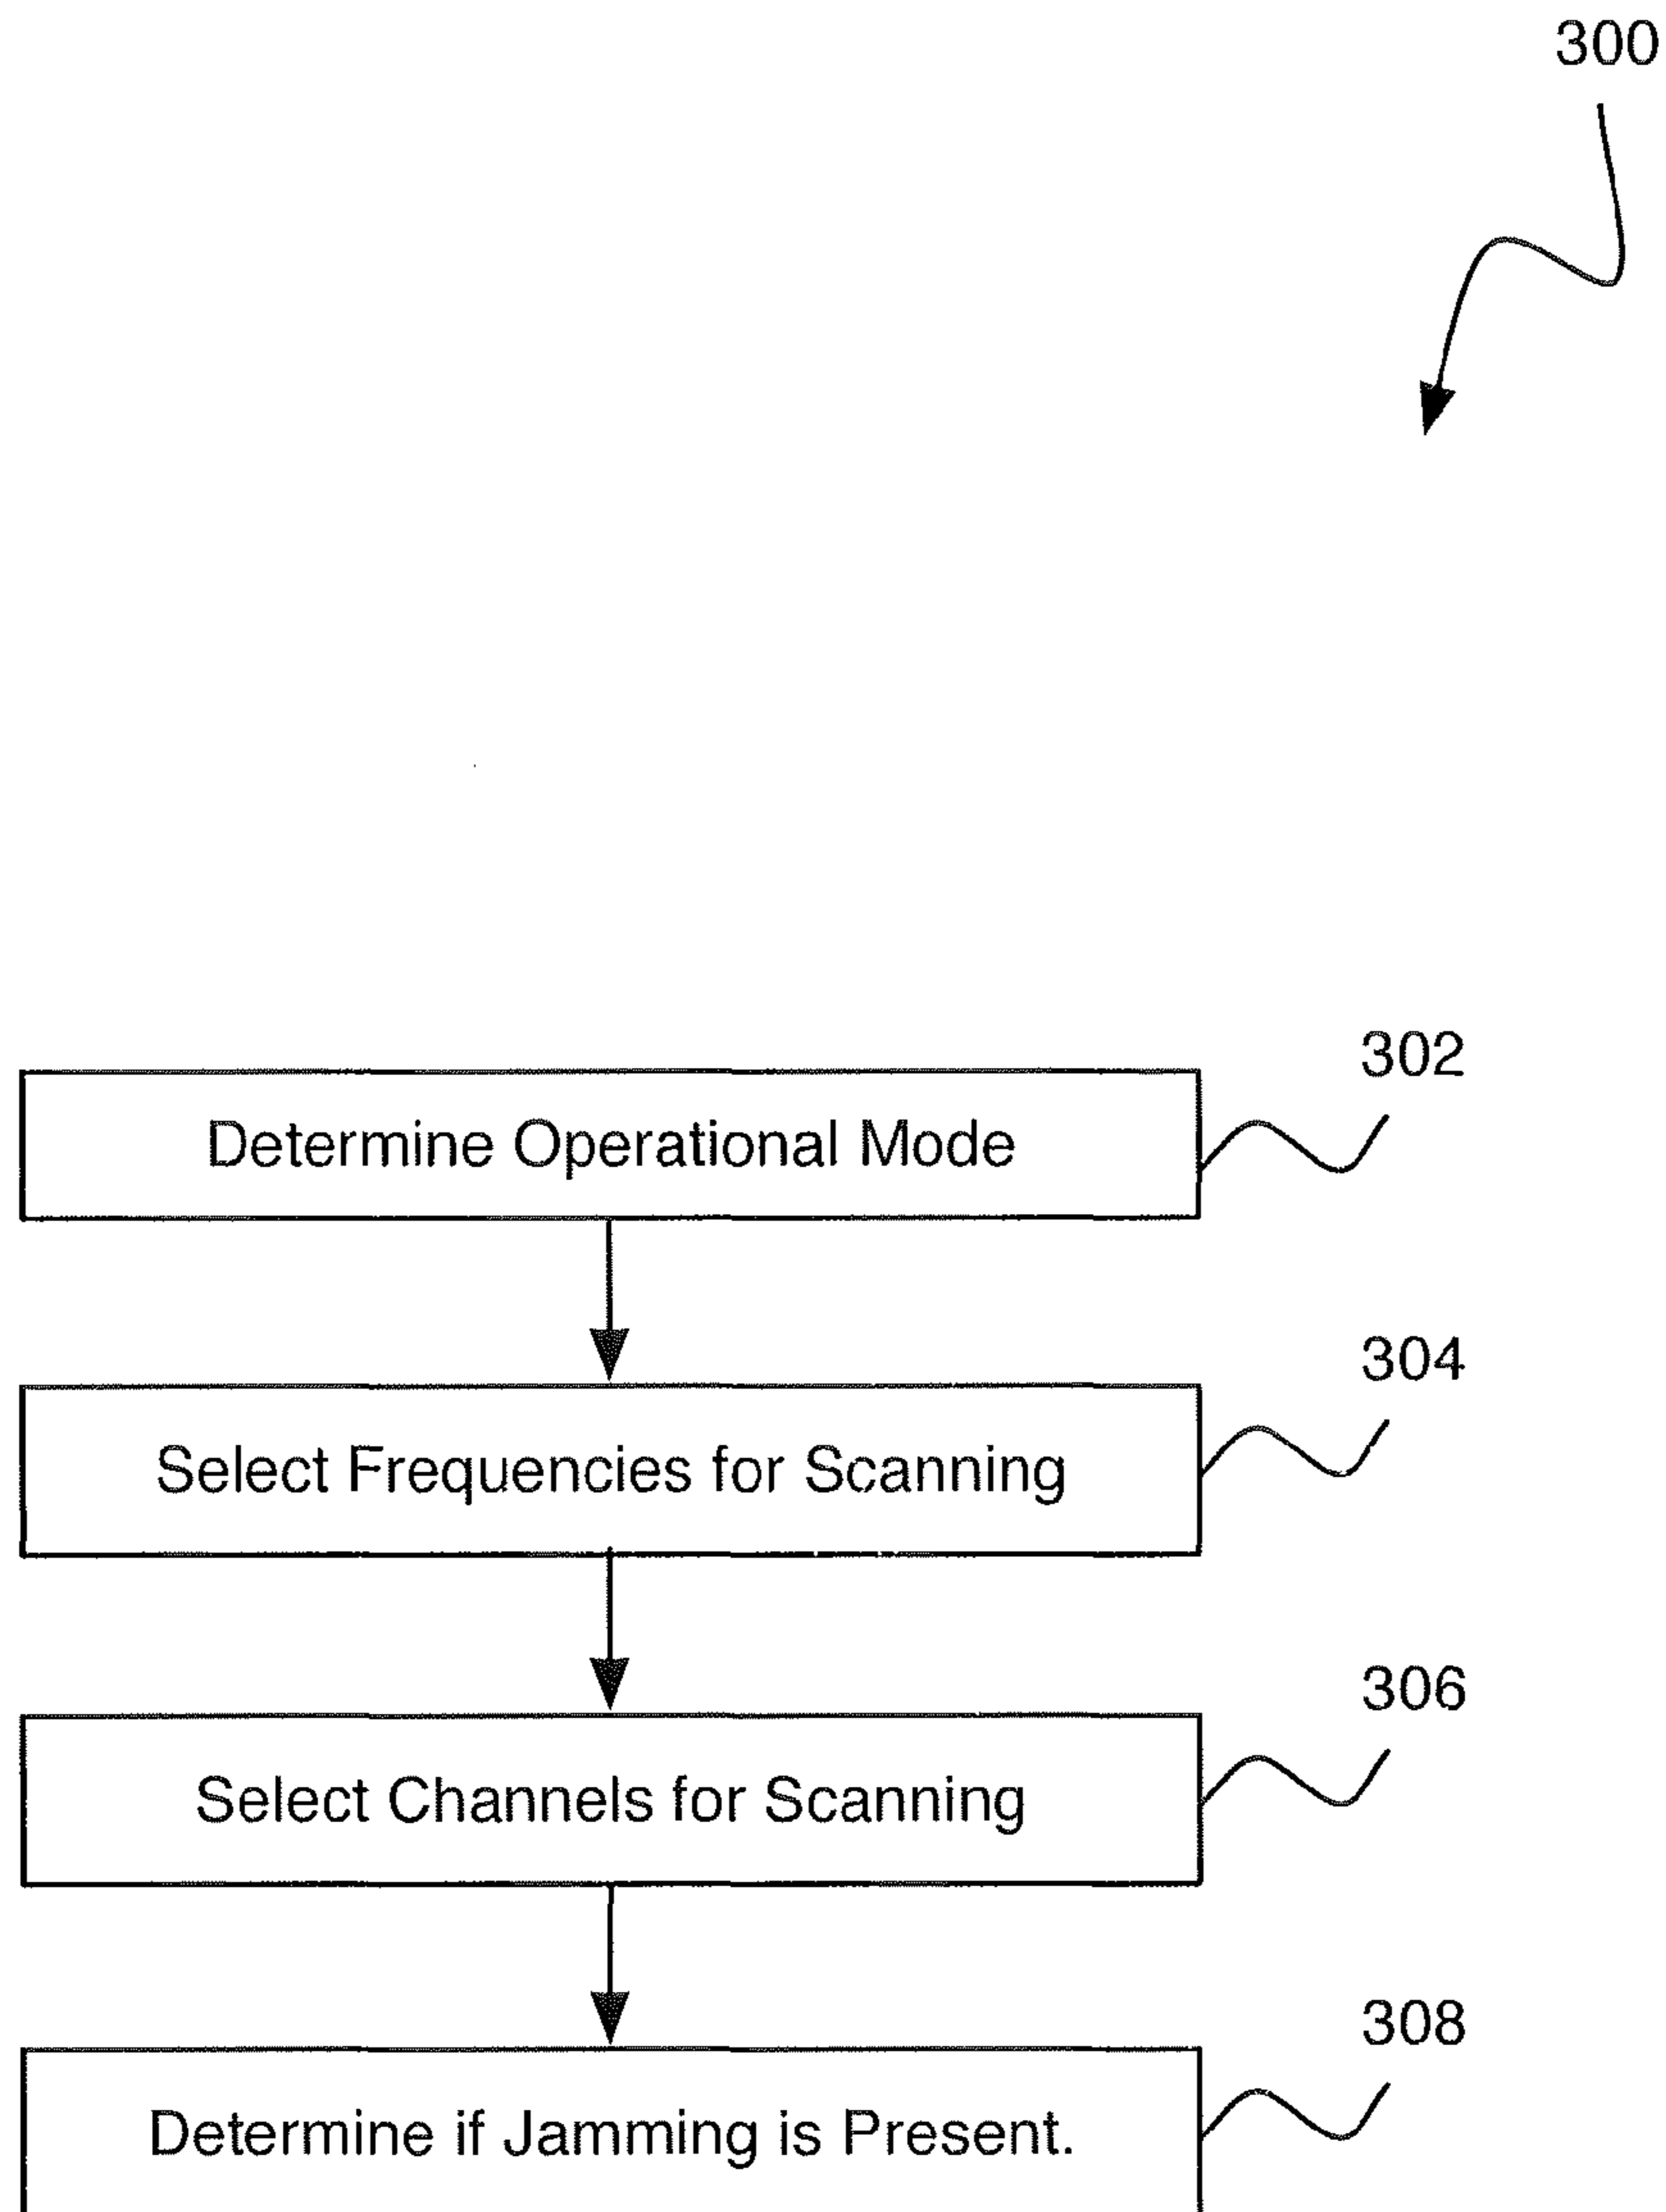 300
302
Determine Operational Mode
304
Select Frequencies for Scanning
306
Select Channels for Scanning
308
Determine if Jamming is Present.